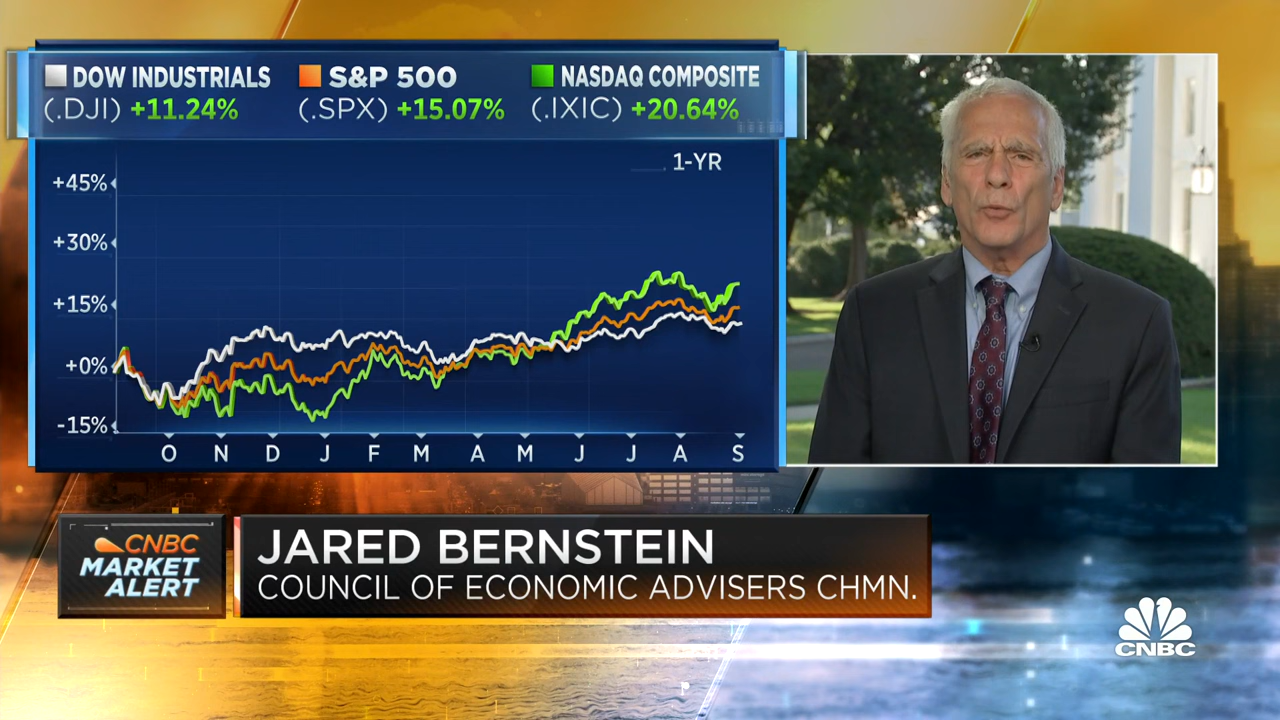 DOW INDUSTRIALS
(.DJI) +11.24%
S&P 500
(.SPX) +15.07%
NASDAQ COMPOSITE
(.IXIC) +20.64%
1-YR
+45%
+30%
+15%
+0%
-15%
O N D J F M A M J J A S
CNBC
MARKET
ALERT
JARED BERNSTEIN
COUNCIL OF ECONOMIC ADVISERS CHMN.
CNBC